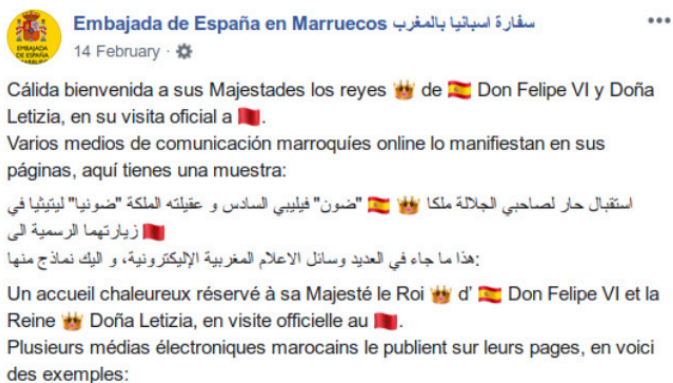 Embajada de España en Marruecos سفارة اسبانيا بالمغرب
14 February ·
EMBAJADA
DE ESPAÑA
Cálida bienvenida a sus Majestades los reyes 👑 de 🇪🇸 Don Felipe VI y Doña
Letizia, en su visita oficial a 🇲🇦.
Varios medios de comunicación marroquíes online lo manifiestan en sus
páginas, aquí tienes una muestra:
استقبال حار لصاحبي الجلالة ملكا 👑 🇪🇸 "ضون" فيليبي السادس و عقيلته الملكة "ضونيا" ليتيثيا في
زيارتهما الرسمية الى 🇲🇦
هذا ما جاء في العديد وسائل الاعلام المغربية الإليكترونية، و اليك نماذج منها:
Un accueil chaleureux réservé à sa Majesté le Roi 👑 d' 🇪🇸 Don Felipe VI et la
Reine 👑 Doña Letizia, en visite officielle au 🇲🇦.
Plusieurs médias électroniques marocains le publient sur leurs pages, en voici
des exemples: